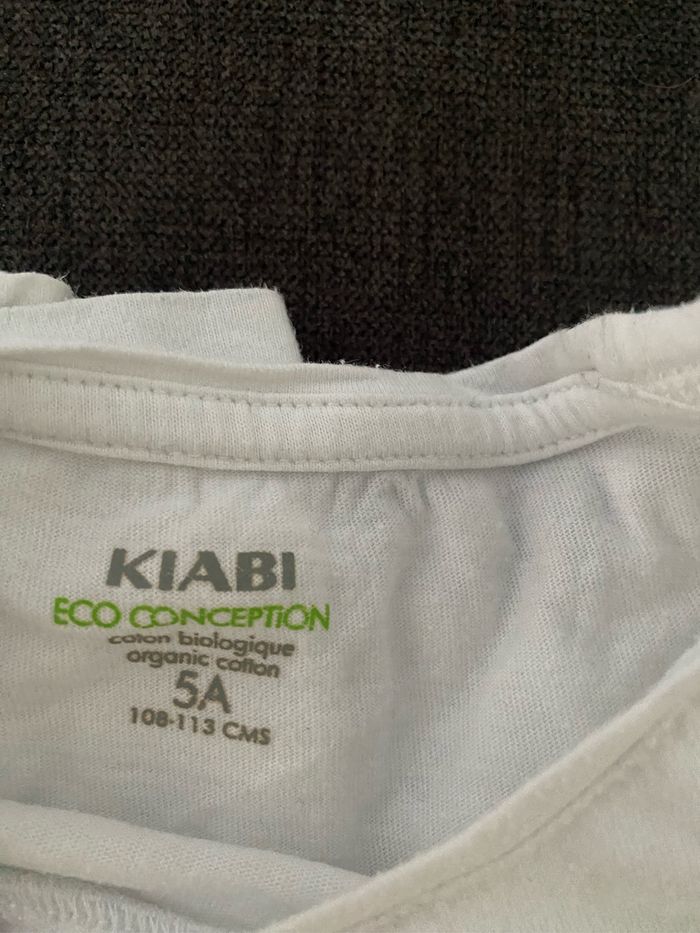 KIABI
ECO CONCEPTION
coton biologique
organic cotton
5A
108-113 CMS